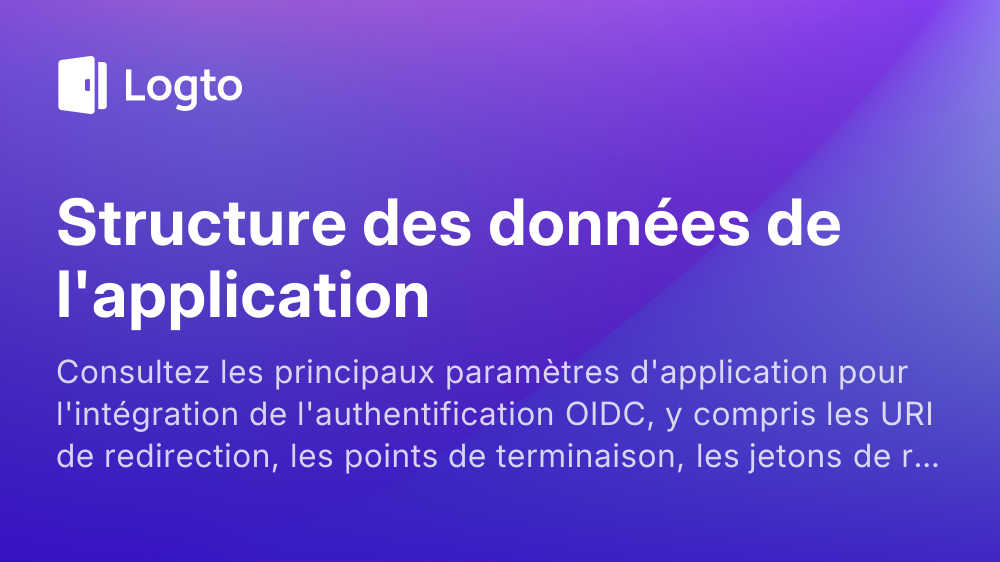 Logto
Structure des données de
l'application
Consultez les principaux paramètres d'application pour
l'intégration de l'authentification OIDC, y compris les URI
de redirection, les points de terminaison, les jetons de r...